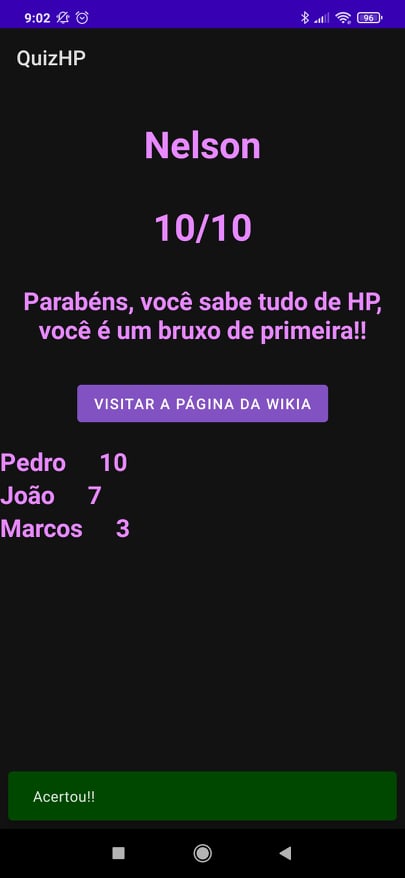 9:02
96
QuizHP
Nelson
10/10
Parabéns, você sabe tudo de HP,
você é um bruxo de primeira!!
VISITAR A PÁGINA DA WIKIA
Pedro 10
João 7
Marcos 3
Acertou!!